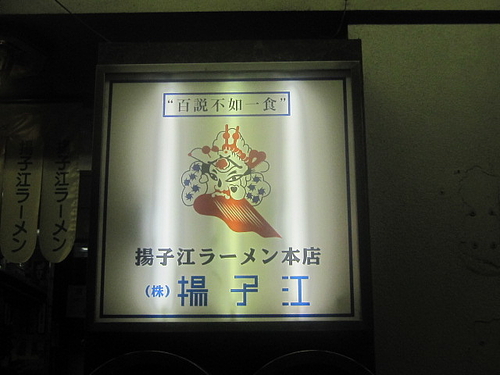 “百説不如一食”
揚子江ラーメン本店
(株) 揚子江
揚子江ラーメン
揚子江ラーメン